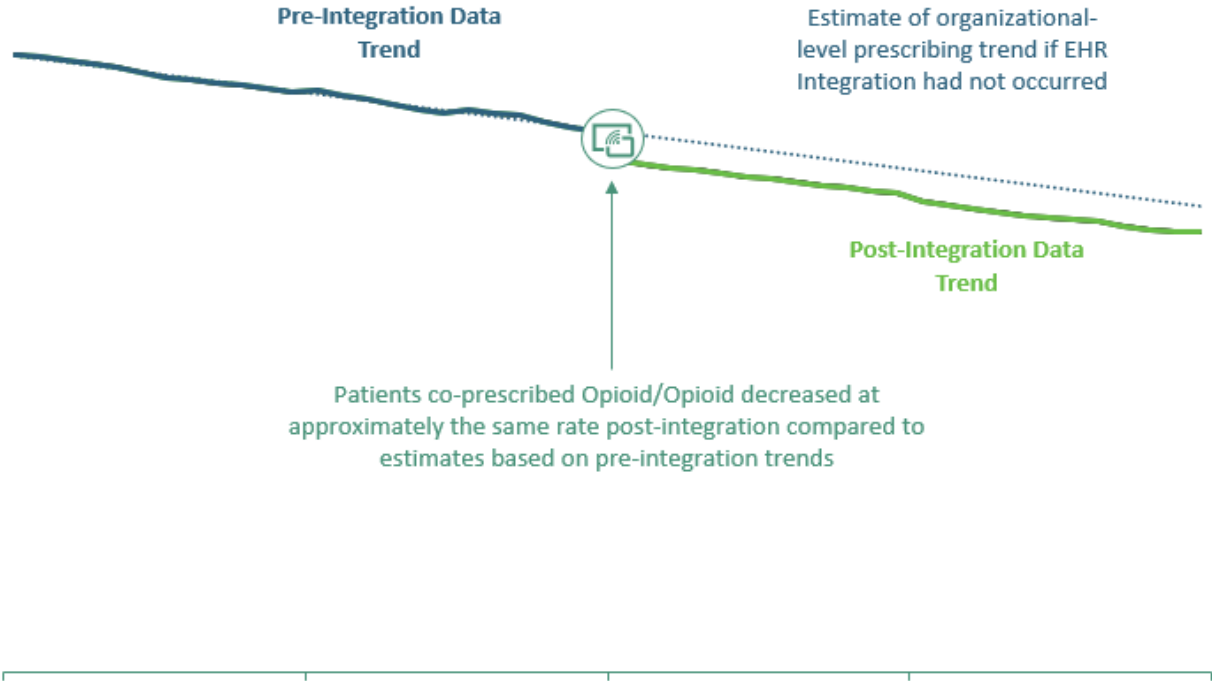 Pre-Integration Data
Trend
Estimate of organizational-
level prescribing trend if EHR
Integration had not occurred
Post-Integration Data
Trend
Patients co-prescribed Opioid/Opioid decreased at
approximately the same rate post-integration compared to
estimates based on pre-integration trends